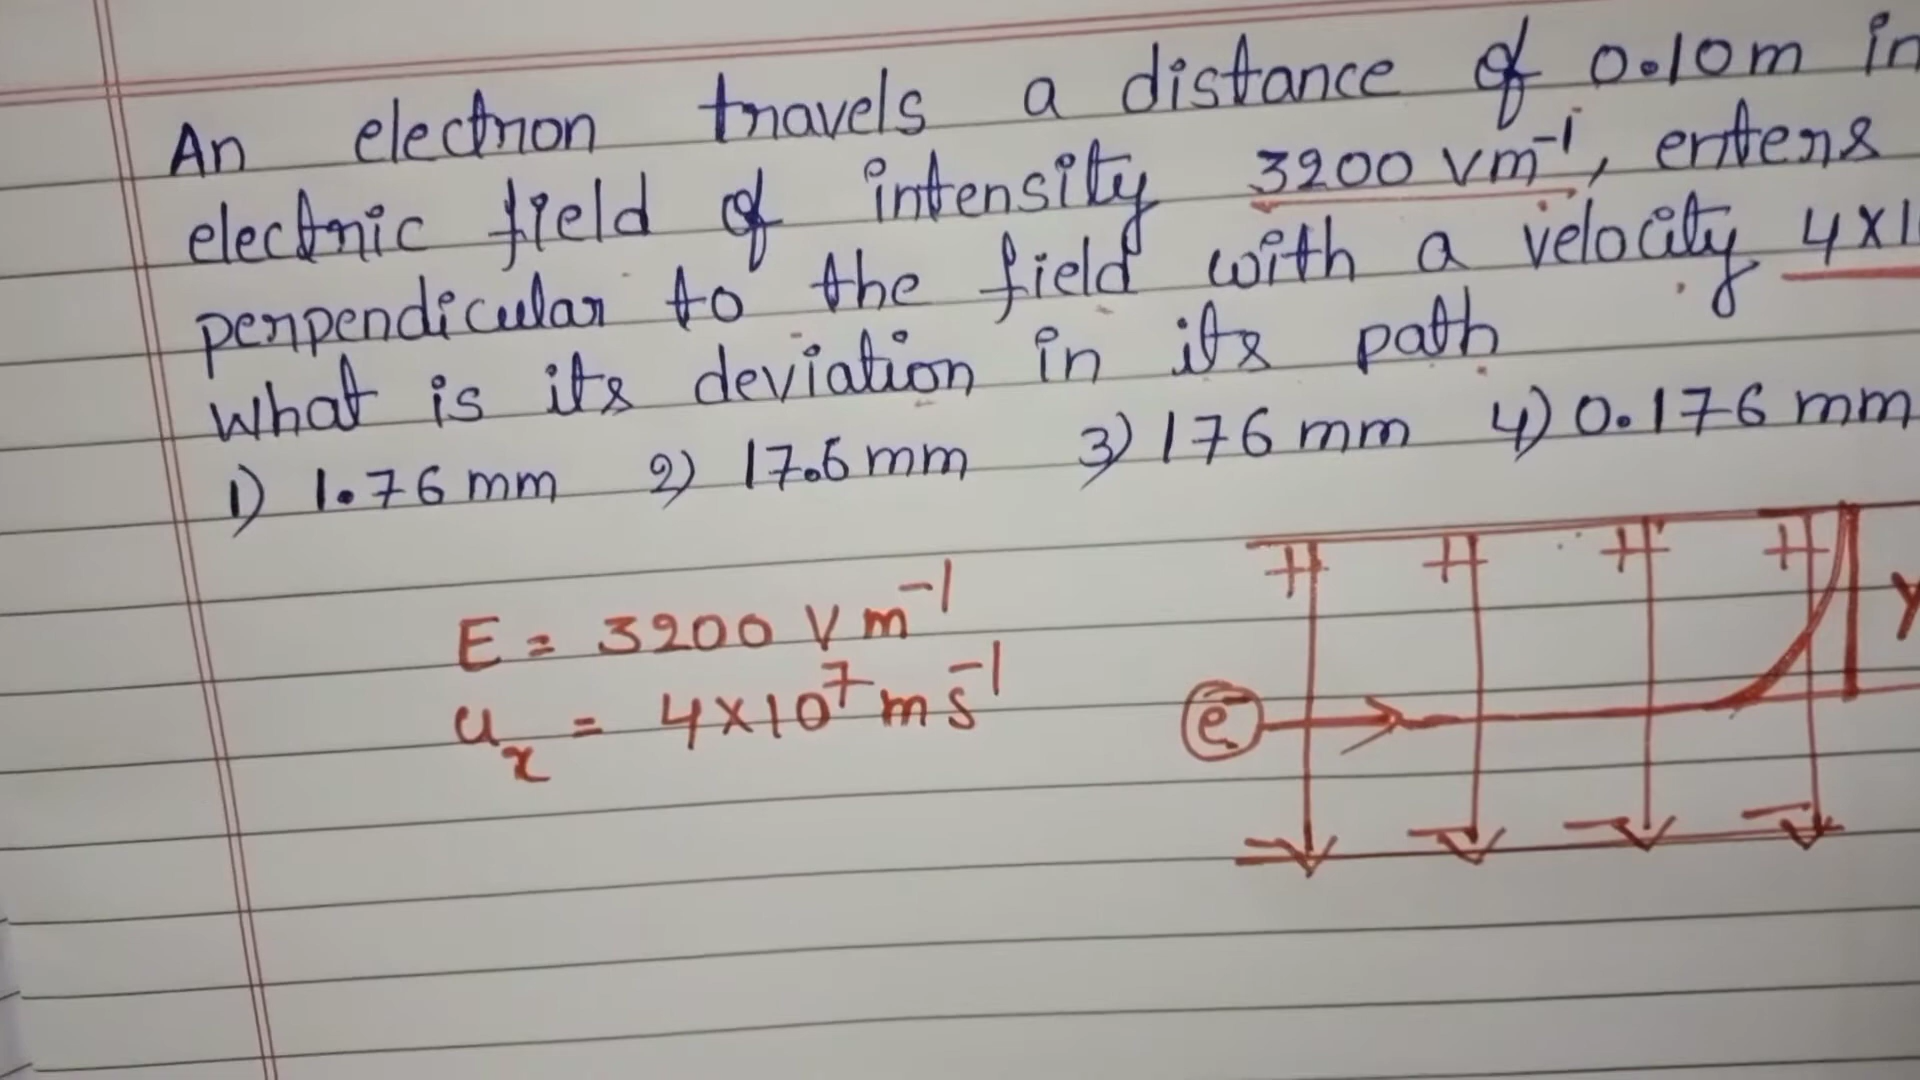 An electron travels a distance of 0.10m in
electric field of intensity 3200 Vm⁻¹, enters
perpendicular to the field with a velocity 4×1
what is its deviation in its path
1) 1.76 mm 2) 17.6 mm 3) 176 mm 4) 0.176 mm
E = 3200 V m⁻¹
uₓ = 4×10⁷ m s⁻¹
+ + + +
y
e⁻
− − − −